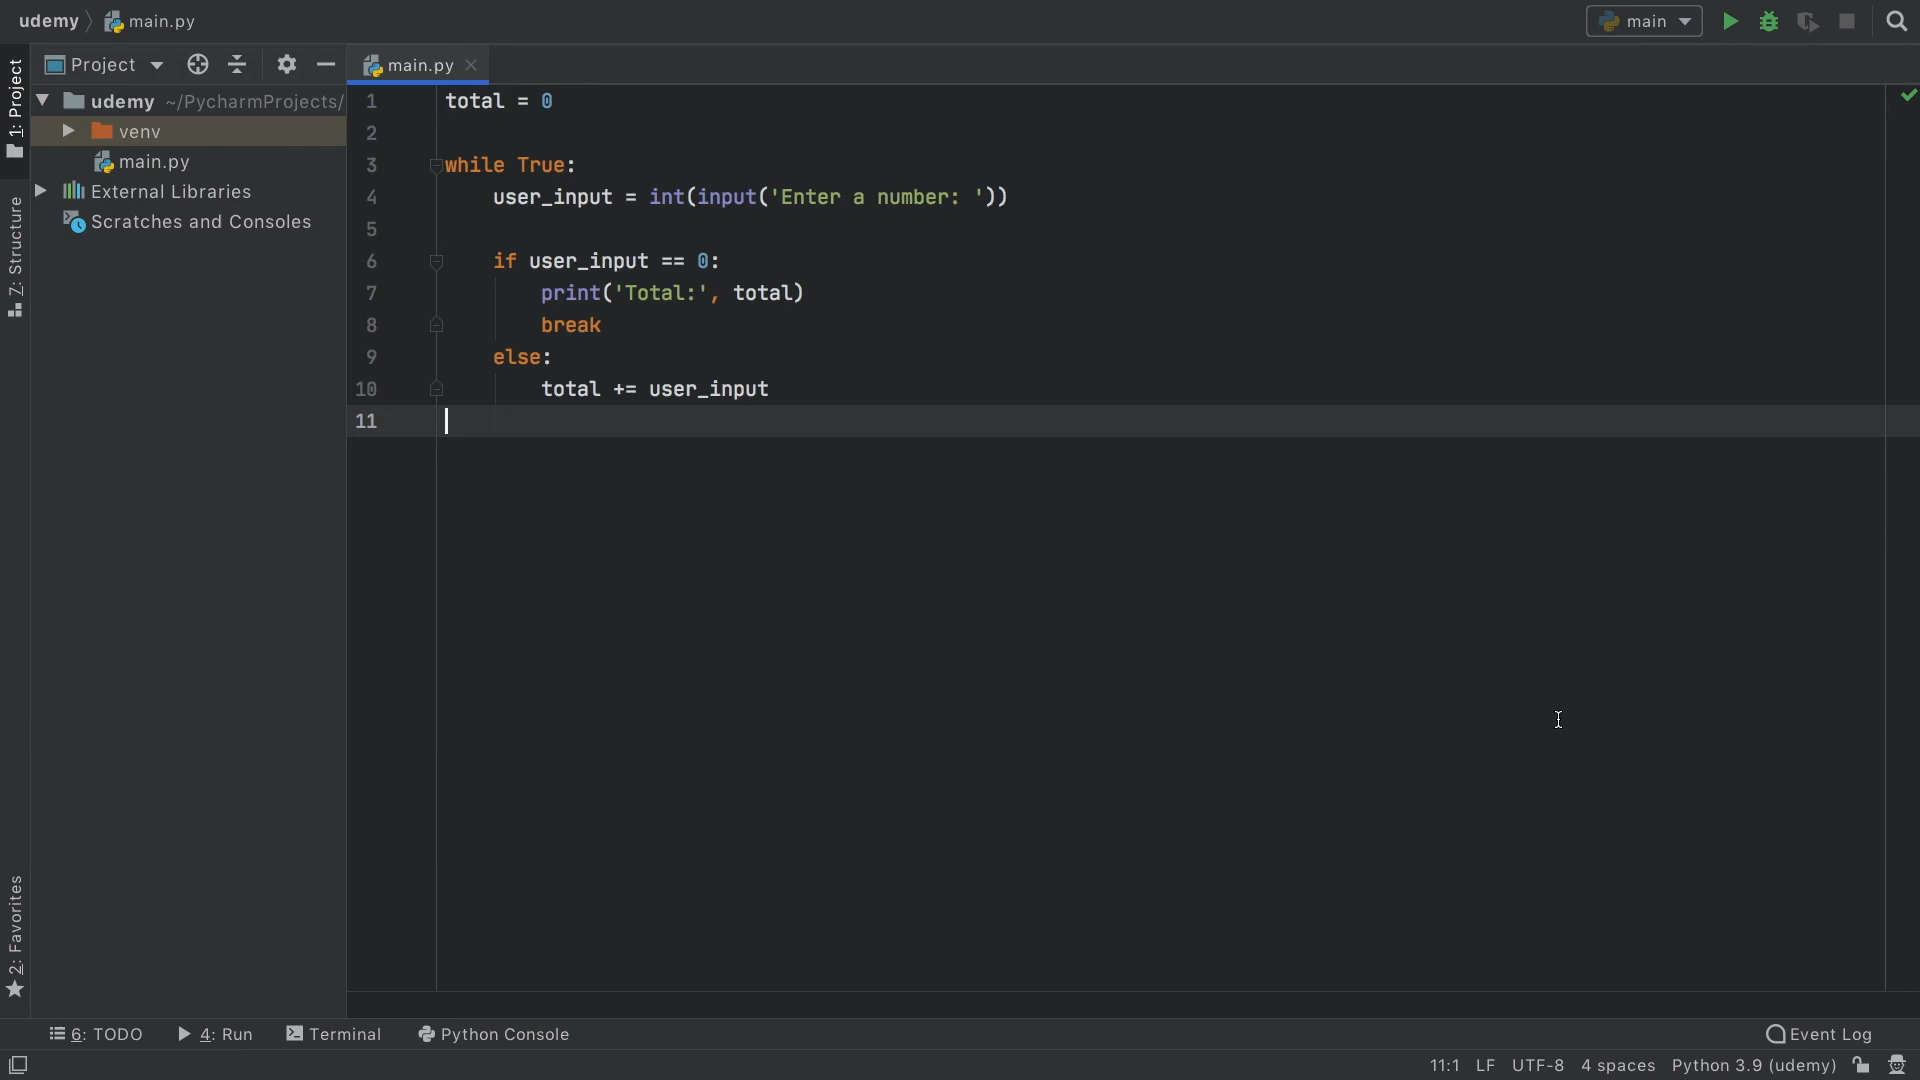 udemy main.py
main
1: Project
Project
main.py
udemy ~/PycharmProjects/
venv
main.py
External Libraries
Scratches and Consoles
7: Structure
2: Favorites
1 total = 0
2
3 while True:
4     user_input = int(input('Enter a number: '))
5
6     if user_input == 0:
7         print('Total:', total)
8         break
9     else:
10         total += user_input
11
6: TODO 4: Run Terminal Python Console Event Log
11:1 LF UTF-8 4 spaces Python 3.9 (udemy)